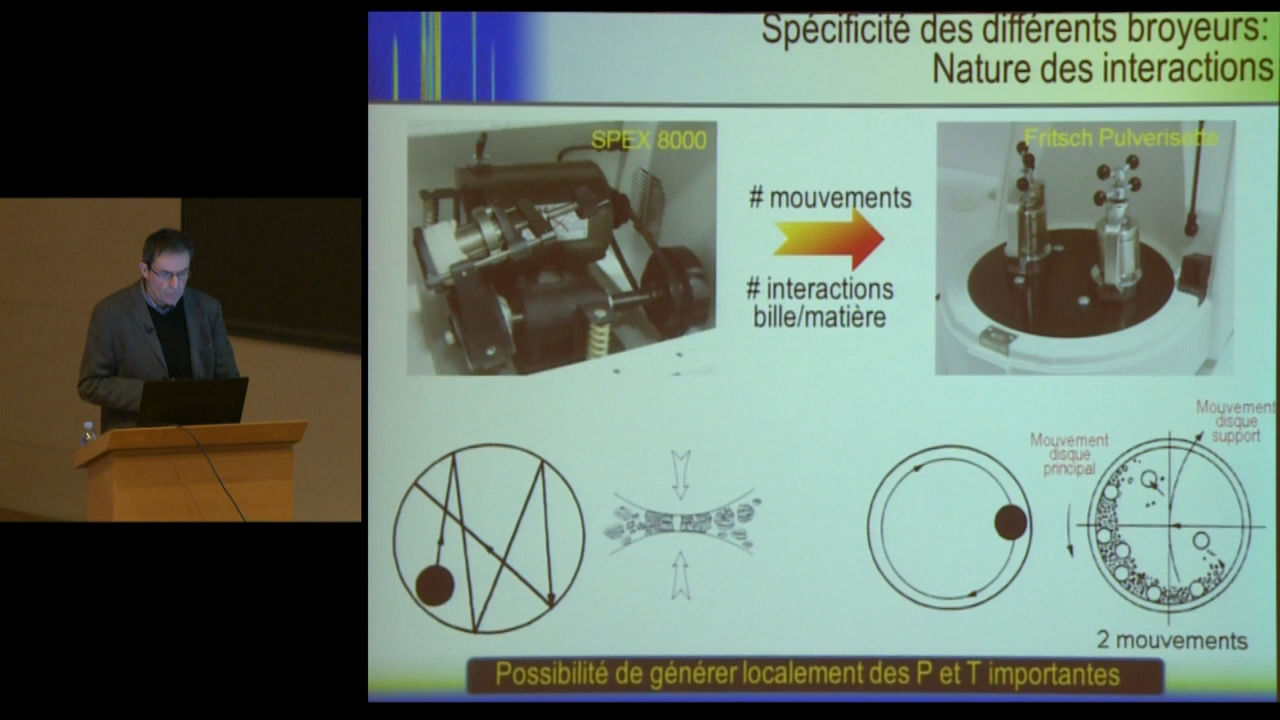 Spécificité des différents broyeurs:
Nature des interactions
SPEX 8000
Fritsch Pulverisette
# mouvements
# interactions
bille/matière
Mouvement
disque
principal
Mouvement
disque
support
2 mouvements
Possibilité de générer localement des P et T importantes